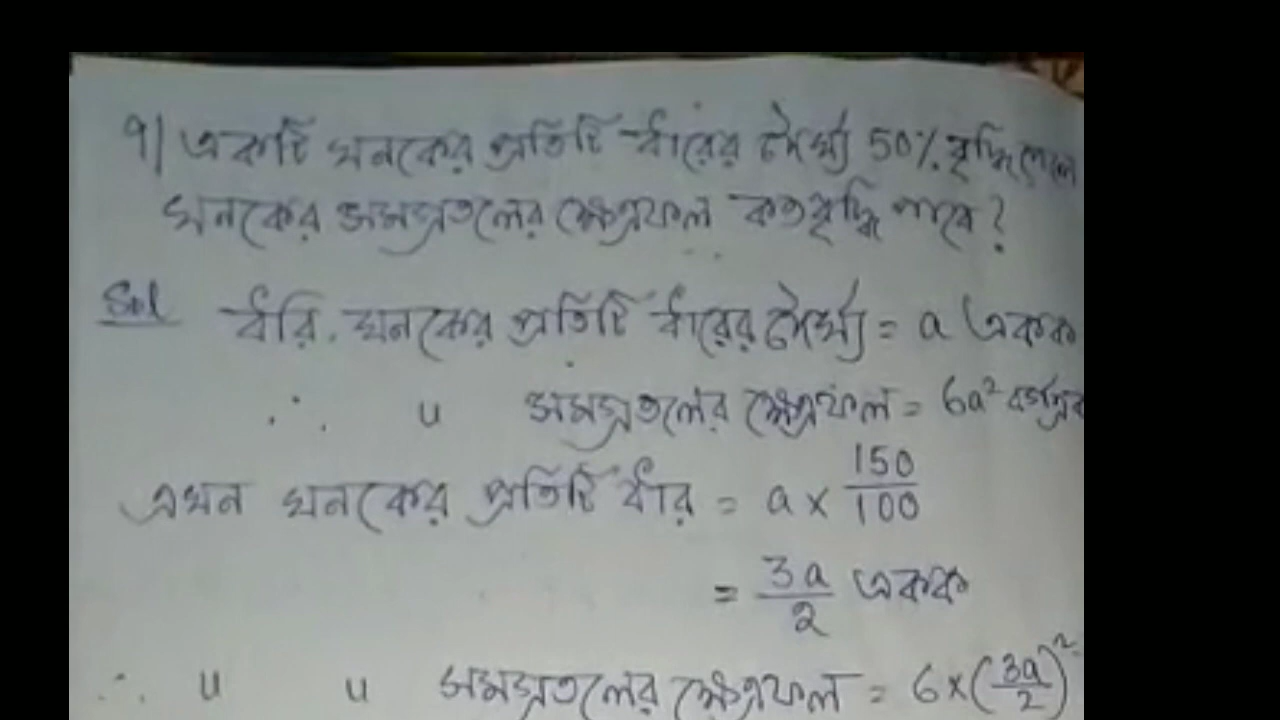 ৭| একটি ঘনকের প্রতিটি ধারের দৈর্ঘ্য 50% বৃদ্ধি পেলে
ঘনকের সমগ্রতলের ক্ষেত্রফল কত বৃদ্ধি পাবে?
Sol ধরি. ঘনকের প্রতিটি ধারের দৈর্ঘ্য = a একক
∴ u সমগ্রতলের ক্ষেত্রফল = 6a² বর্গএক
এখন ঘনকের প্রতিটি ধার = a × 150/100
= 3a/2 একক
∴ u u সমগ্রতলের ক্ষেত্রফল = 6×(3a/2)²